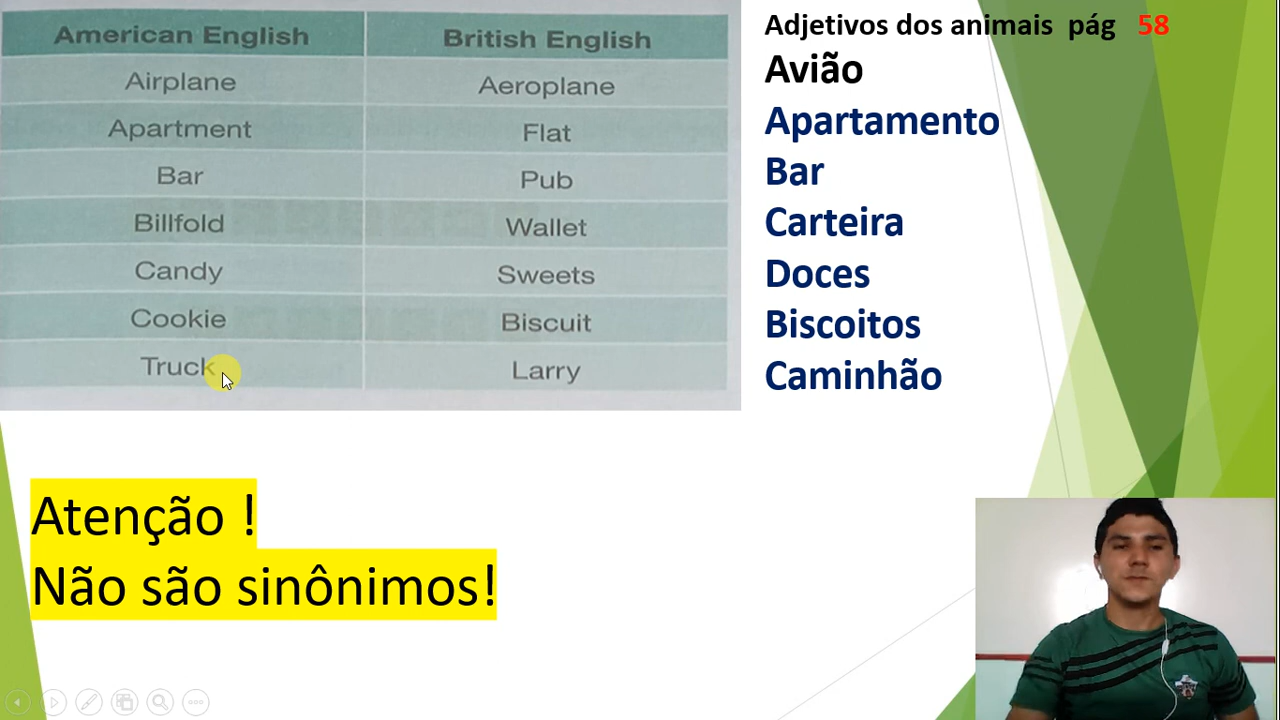 American English British English
Airplane Aeroplane
Apartment Flat
Bar Pub
Billfold Wallet
Candy Sweets
Cookie Biscuit
Truck Larry
Adjetivos dos animais pág 58
Avião
Apartamento
Bar
Carteira
Doces
Biscoitos
Caminhão
Atenção !
Não são sinônimos!